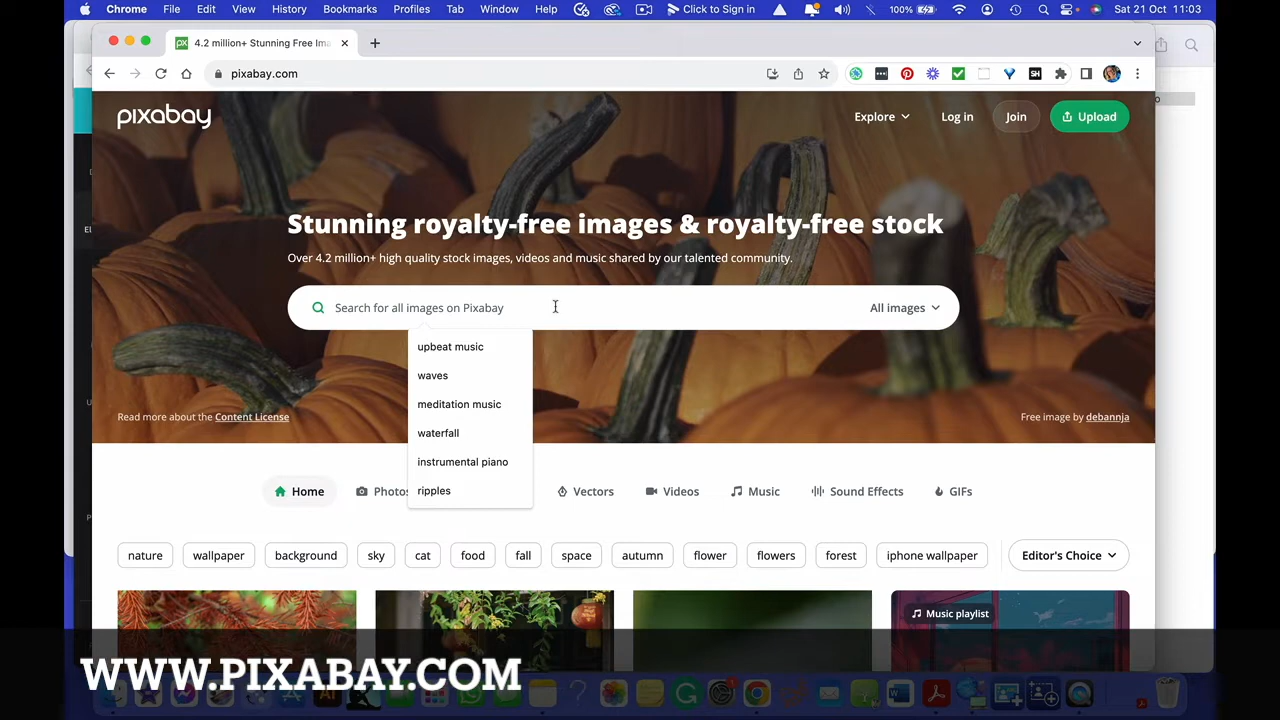 Chrome File Edit View History Bookmarks Profiles Tab Window Help Click to Sign in 100% Sat 21 Oct 11:03
px 4.2 million+ Stunning Free Ima
pixabay.com
SH
pixabay Explore Log in Join Upload
Stunning royalty-free images & royalty-free stock
Over 4.2 million+ high quality stock images, videos and music shared by our talented community.
Search for all images on Pixabay All images
upbeat music
waves
meditation music
waterfall
instrumental piano
ripples
Read more about the Content License Free image by debannja
Home Photos Vectors Videos Music Sound Effects GIFs
nature wallpaper background sky cat food fall space autumn flower flowers forest iphone wallpaper Editor's Choice
Music playlist
WWW.PIXABAY.COM